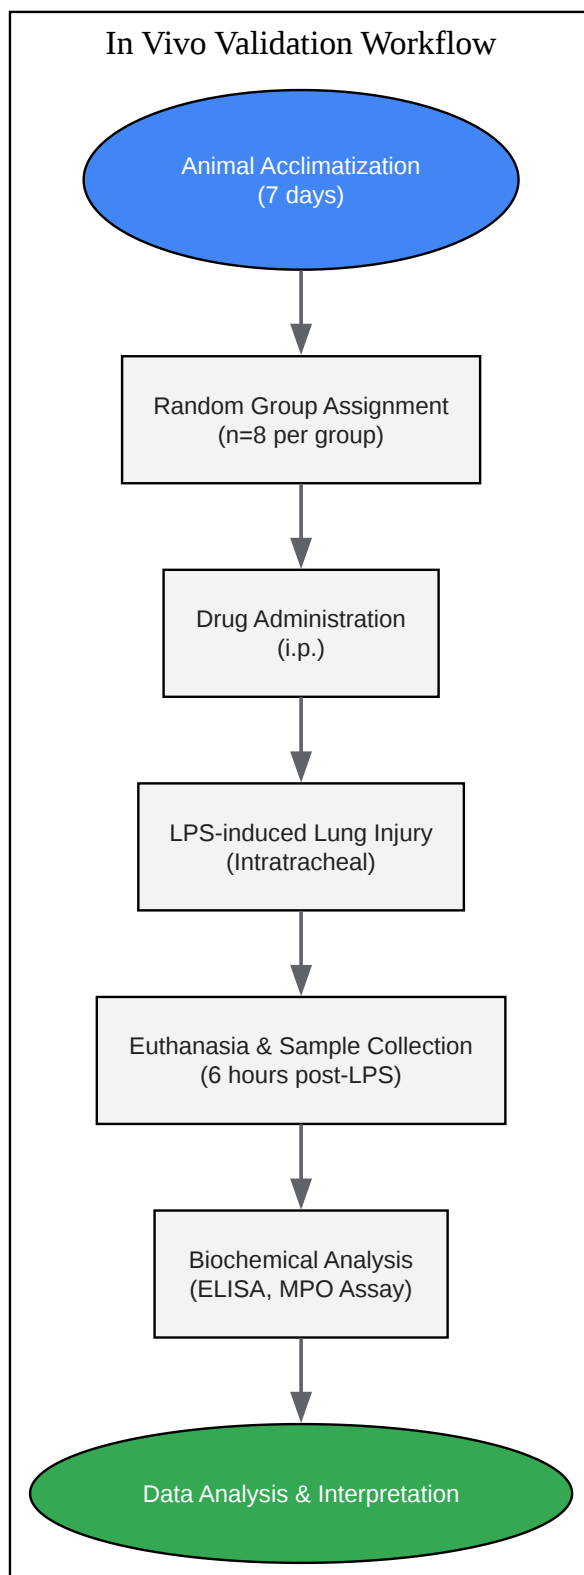 In Vivo Validation Workflow
Animal Acclimatization
(7 days)
Random Group Assignment
(n=8 per group)
Drug Administration
(i.p.)
LPS-induced Lung Injury
(Intratracheal)
Euthanasia & Sample Collection
(6 hours post-LPS)
Biochemical Analysis
(ELISA, MPO Assay)
Data Analysis & Interpretation